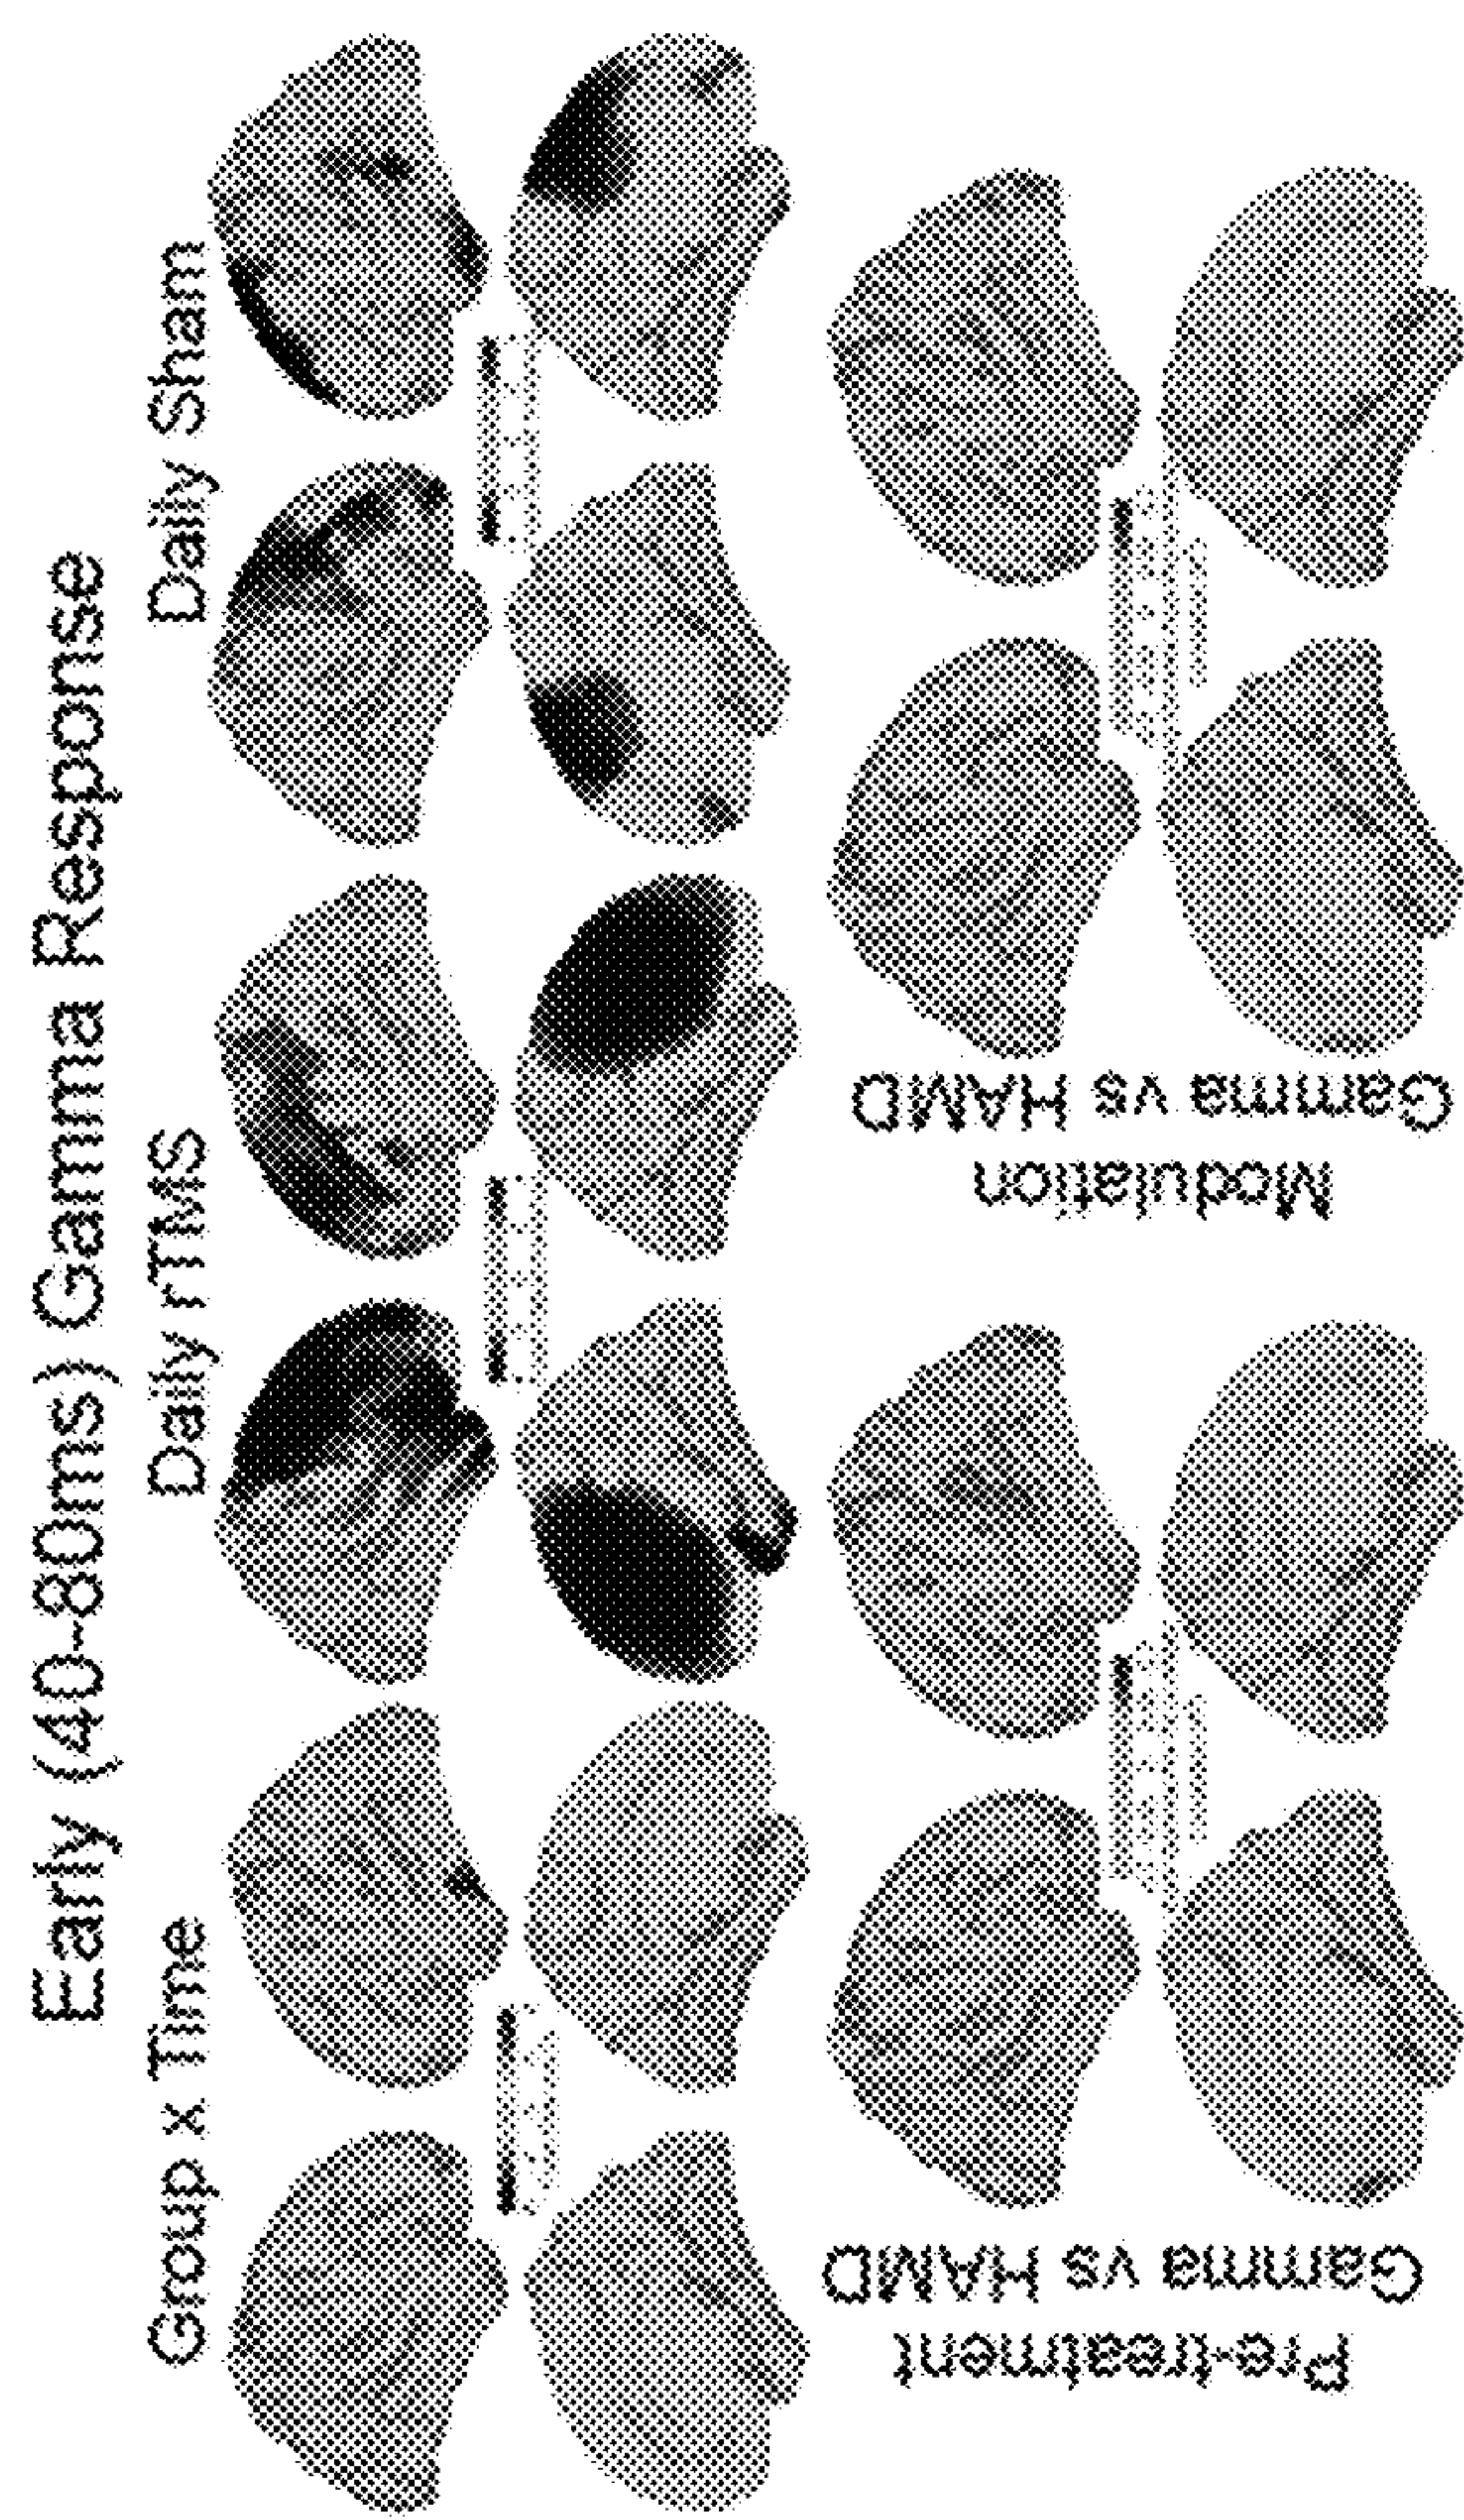 Early (40-80ms) Gamma Response
Group x Time
Daily rTMS
Daily Sham
Pre-treatment
Gamma vs HAMD
Modulation
Gamma vs HAMD